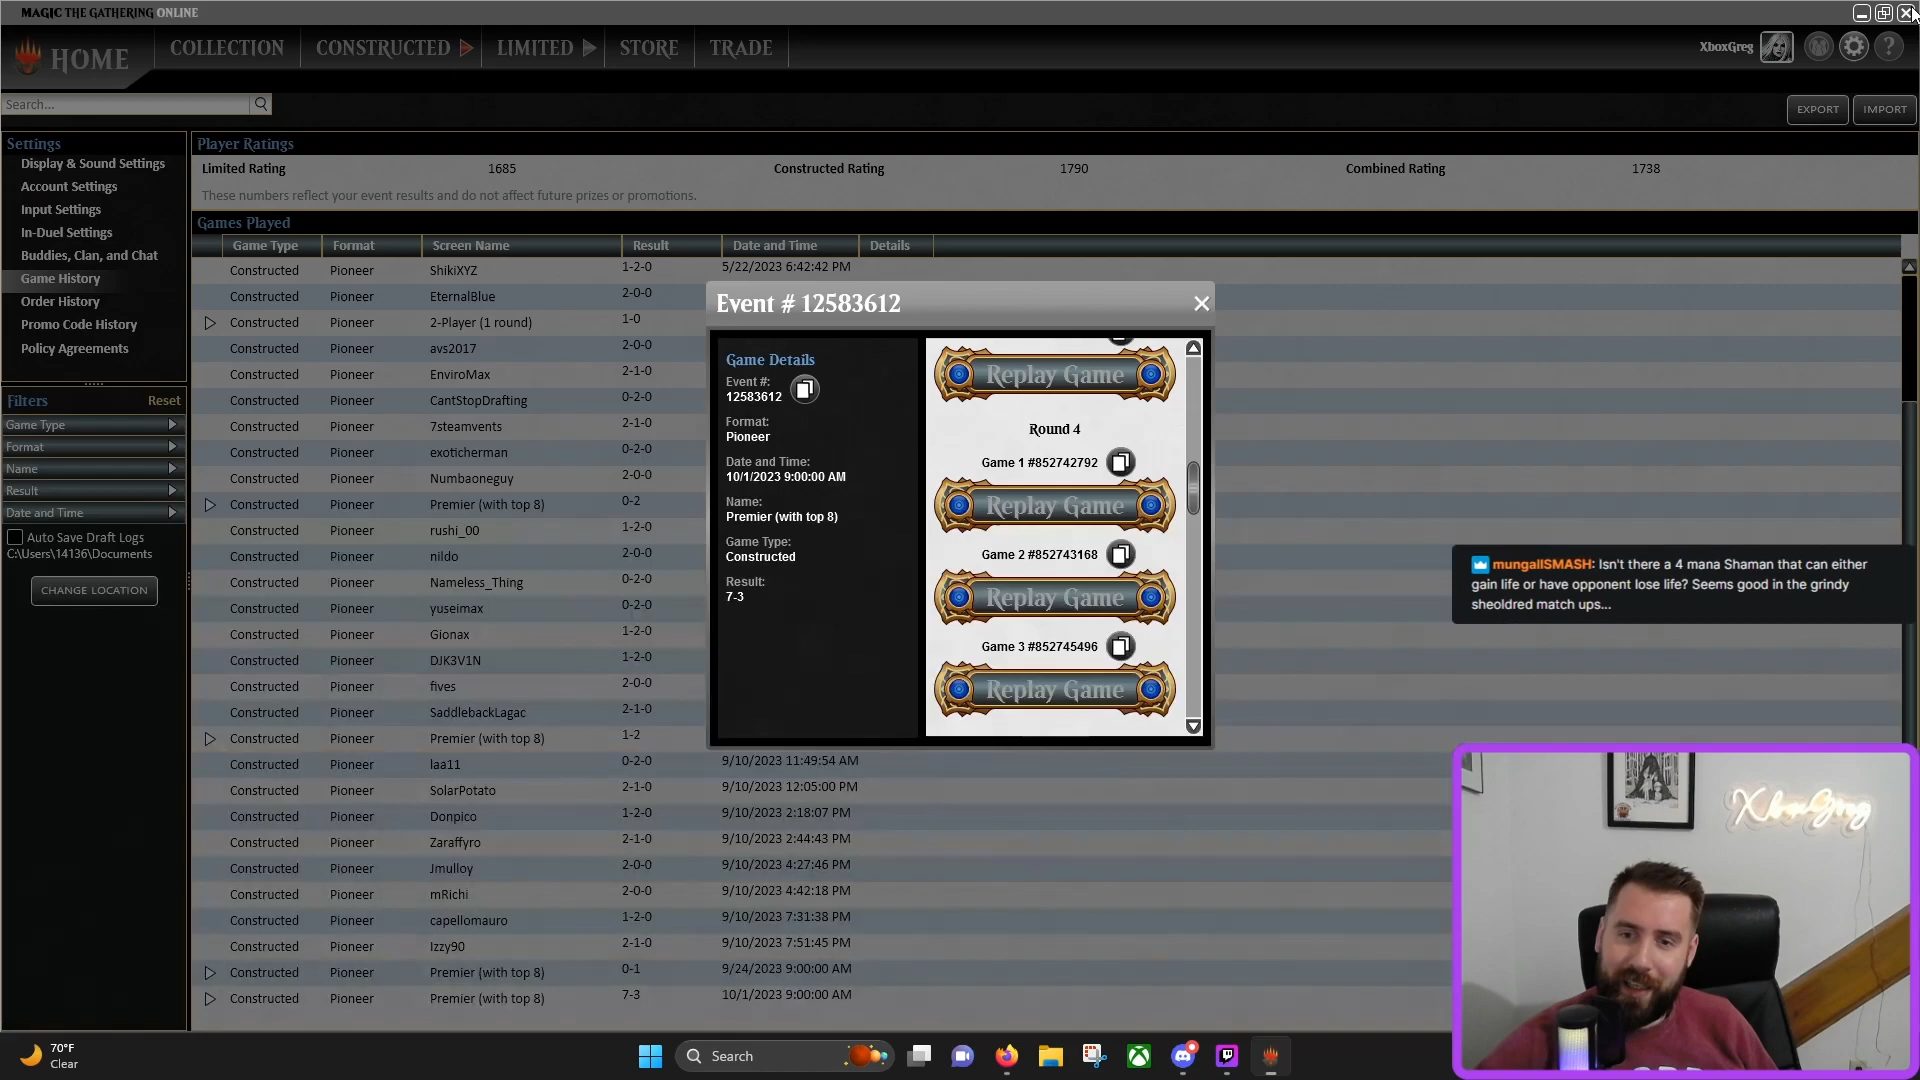 MAGIC THE GATHERING ONLINE
HOME
COLLECTION
CONSTRUCTED
LIMITED
STORE
TRADE
XboxGreg
?
Search...
EXPORT
IMPORT
Settings
Display & Sound Settings
Account Settings
Input Settings
In-Duel Settings
Buddies, Clan, and Chat
Game History
Order History
Promo Code History
Policy Agreements
Filters Reset
Game Type
Format
Name
Result
Date and Time
Auto Save Draft Logs
C:\Users\14136\Documents
CHANGE LOCATION
Player Ratings
Limited Rating 1685 Constructed Rating 1790 Combined Rating 1738
These numbers reflect your event results and do not affect future prizes or promotions.
Games Played
Game Type Format Screen Name Result Date and Time Details
Constructed Pioneer ShikiXYZ 1-2-0 5/22/2023 6:42:42 PM
Constructed Pioneer EternalBlue 2-0-0
Constructed Pioneer 2-Player (1 round) 1-0
Constructed Pioneer avs2017 2-0-0
Constructed Pioneer EnviroMax 2-1-0
Constructed Pioneer CantStopDrafting 0-2-0
Constructed Pioneer 7steamvents 2-1-0
Constructed Pioneer exoticherman 0-2-0
Constructed Pioneer Numbaoneguy 2-0-0
Constructed Pioneer Premier (with top 8) 0-2
Constructed Pioneer rushi_00 1-2-0
Constructed Pioneer nildo 2-0-0
Constructed Pioneer Nameless_Thing 0-2-0
Constructed Pioneer yuseimax 0-2-0
Constructed Pioneer Gionax 1-2-0
Constructed Pioneer DJK3V1N 1-2-0
Constructed Pioneer fives 2-0-0
Constructed Pioneer SaddlebackLagac 2-1-0
Constructed Pioneer Premier (with top 8) 1-2
Constructed Pioneer laa11 0-2-0 9/10/2023 11:49:54 AM
Constructed Pioneer SolarPotato 2-1-0 9/10/2023 12:05:00 PM
Constructed Pioneer Donpico 1-2-0 9/10/2023 2:18:07 PM
Constructed Pioneer Zaraffyro 2-1-0 9/10/2023 2:44:43 PM
Constructed Pioneer Jmulloy 2-0-0 9/10/2023 4:27:46 PM
Constructed Pioneer mRichi 2-0-0 9/10/2023 4:42:18 PM
Constructed Pioneer capellomauro 1-2-0 9/10/2023 7:31:38 PM
Constructed Pioneer Izzy90 2-1-0 9/10/2023 7:51:45 PM
Constructed Pioneer Premier (with top 8) 0-1 9/24/2023 9:00:00 AM
Constructed Pioneer Premier (with top 8) 7-3 10/1/2023 9:00:00 AM
Event # 12583612
Game Details
Event #:
12583612
Format:
Pioneer
Date and Time:
10/1/2023 9:00:00 AM
Name:
Premier (with top 8)
Game Type:
Constructed
Result:
7-3
Replay Game
Round 4
Game 1 #852742792
Replay Game
Game 2 #852743168
Replay Game
Game 3 #852745496
Replay Game
mungallSMASH: Isn't there a 4 mana Shaman that can either
gain life or have opponent lose life? Seems good in the grindy
sheoldred match ups...
XboxGreg
70°F
Clear
Search